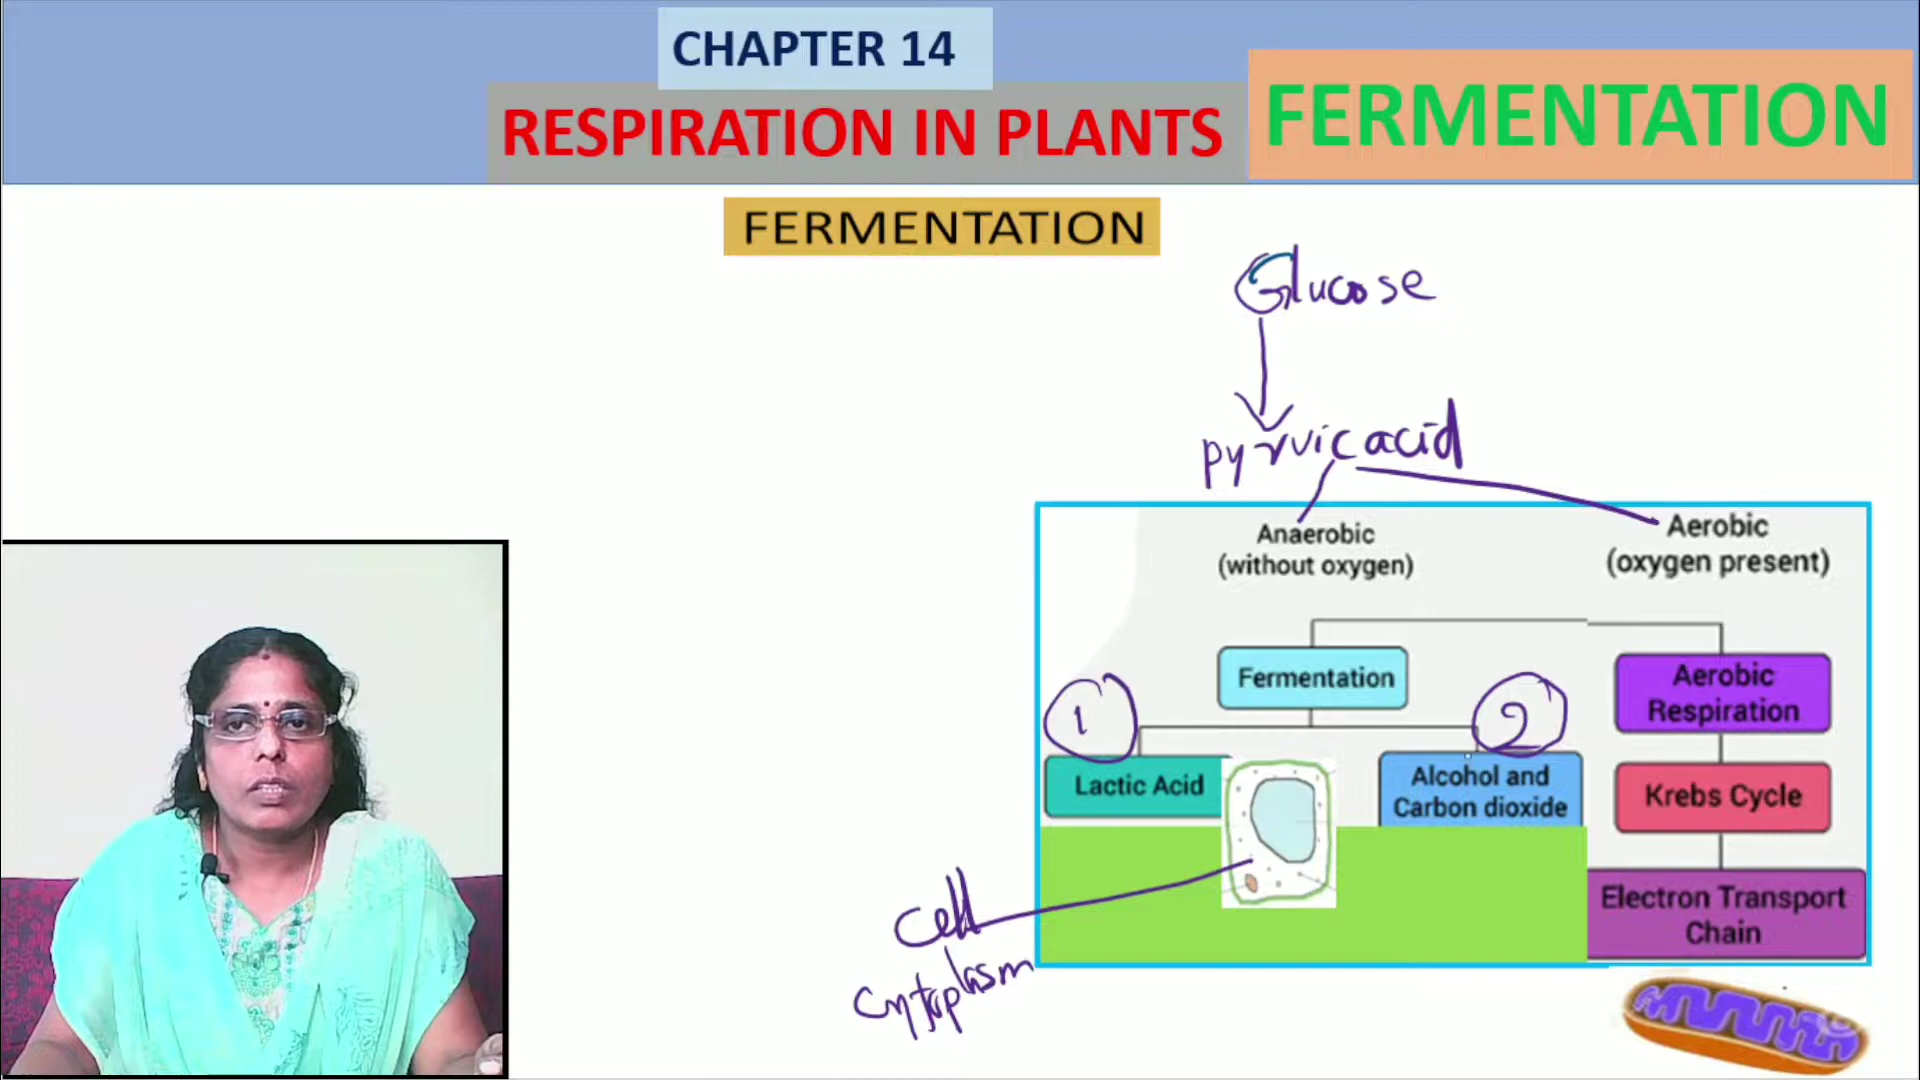 CHAPTER 14
RESPIRATION IN PLANTS
FERMENTATION
FERMENTATION
Glucose
pyruvic acid
Anaerobic
(without oxygen)
Aerobic
(oxygen present)
Fermentation
Aerobic
Respiration
1
2
Lactic Acid
Alcohol and
Carbon dioxide
Krebs Cycle
Electron Transport
Chain
Cell
Cytoplasm